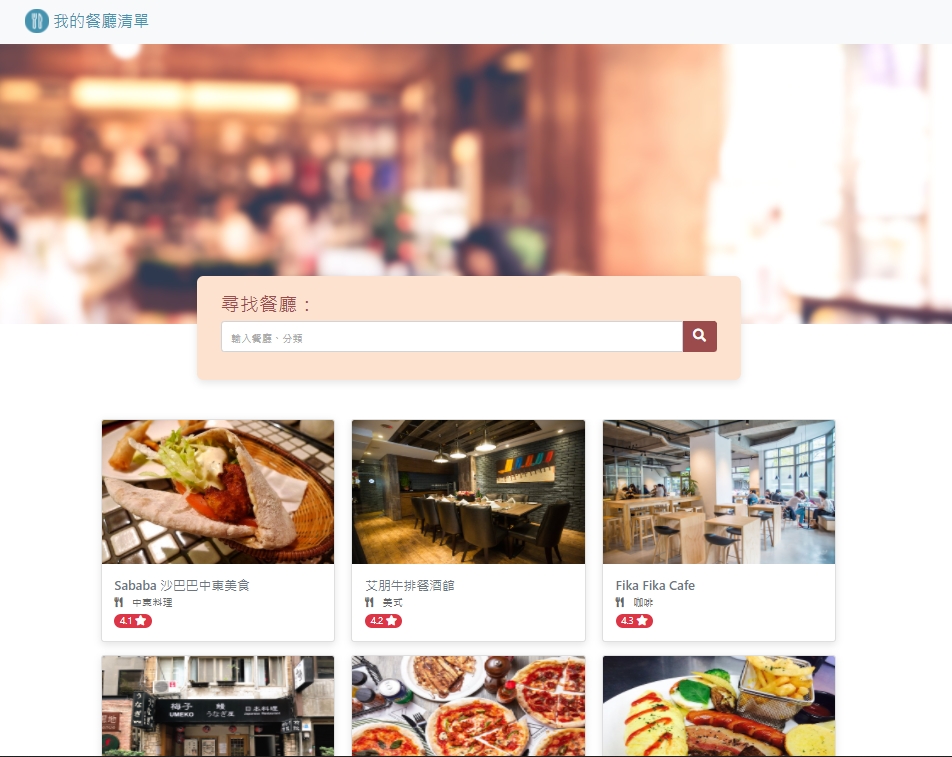 我的餐廳清單
尋找餐廳：
輸入餐廳、分類
Sababa 沙巴巴中東美食
中東料理
4.1
艾朋牛排餐酒館
美式
4.2
Fika Fika Cafe
咖啡
4.3
梅子 鰻 日本料理
UMEKO うなぎ屋
うなぎ